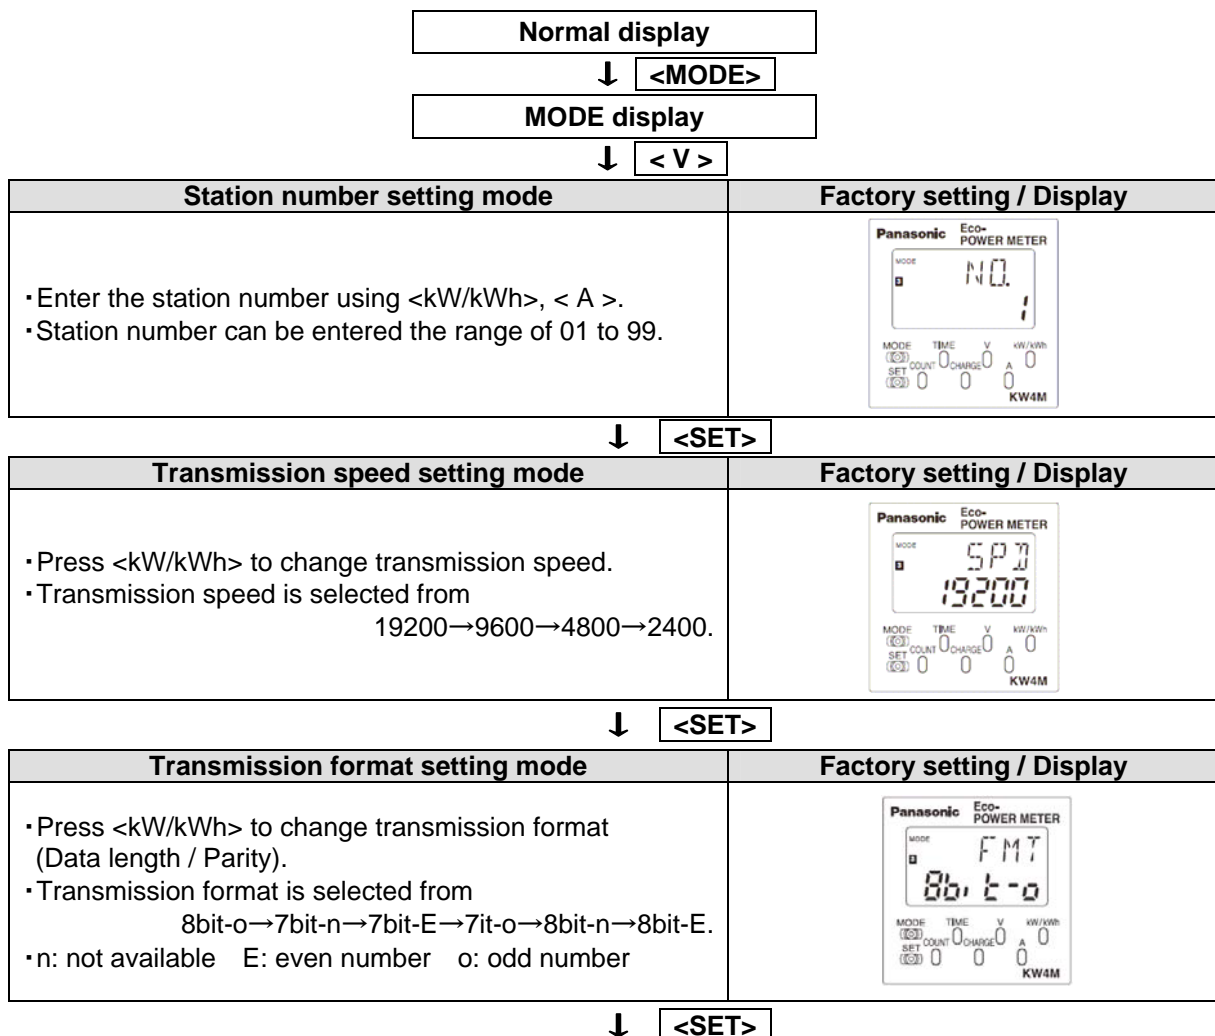 Normal display
↓ <MODE>
MODE display
↓ < V >
Station number setting mode Factory setting / Display
・Enter the station number using <kW/kWh>, < A >.
・Station number can be entered the range of 01 to 99.
Panasonic Eco-
POWER METER
MODE
3
NO.
1
MODE TIME V kW/kWh
SET COUNT CHARGE A
KW4M
↓ <SET>
Transmission speed setting mode Factory setting / Display
・Press <kW/kWh> to change transmission speed.
・Transmission speed is selected from
19200→9600→4800→2400.
Panasonic Eco-
POWER METER
MODE
3
SPD
19200
MODE TIME V kW/kWh
SET COUNT CHARGE A
KW4M
↓ <SET>
Transmission format setting mode Factory setting / Display
・Press <kW/kWh> to change transmission format
(Data length / Parity).
・Transmission format is selected from
8bit-o→7bit-n→7bit-E→7it-o→8bit-n→8bit-E.
・n: not available E: even number o: odd number
Panasonic Eco-
POWER METER
MODE
3
FMT
8bit-o
MODE TIME V kW/kWh
SET COUNT CHARGE A
KW4M
↓ <SET>